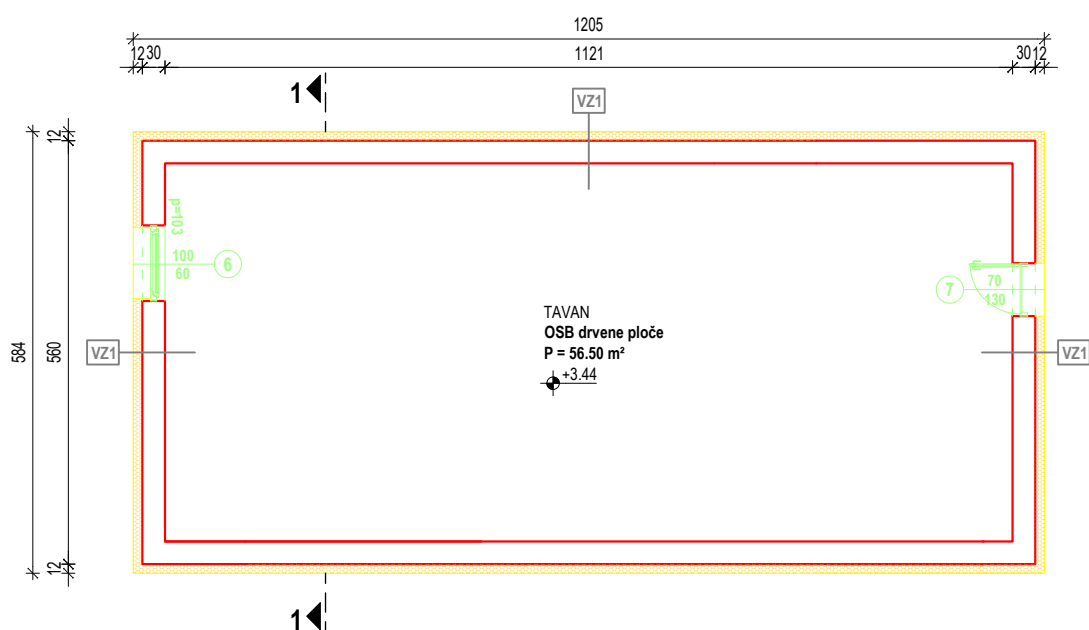 1205
12 30 1121 30 12
1
VZ1
12
p=103
100
60
6
7
70
130
TAVAN
OSB drvene ploče
P = 56.50 m²
+3.44
584
560
VZ1
VZ1
12
1